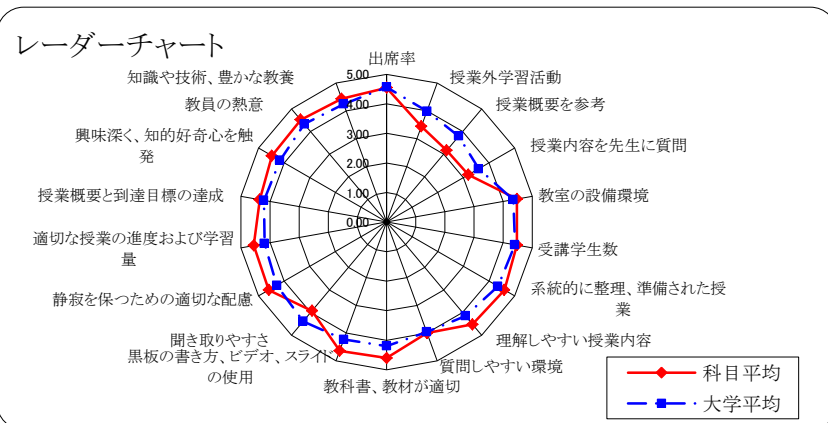 レーダーチャート
出席率
授業外学習活動
授業概要を参考
授業内容を先生に質問
教室の設備環境
受講学生数
系統的に整理、準備された授
業
理解しやすい授業内容
質問しやすい環境
教科書、教材が適切
黒板の書き方、ビデオ、スライド
の使用
聞き取りやすさ
静寂を保つための適切な配慮
適切な授業の進度および学習
量
授業概要と到達目標の達成
興味深く、知的好奇心を触
発
教員の熱意
知識や技術、豊かな教養
5.00
4.00
3.00
2.00
1.00
0.00
科目平均
大学平均